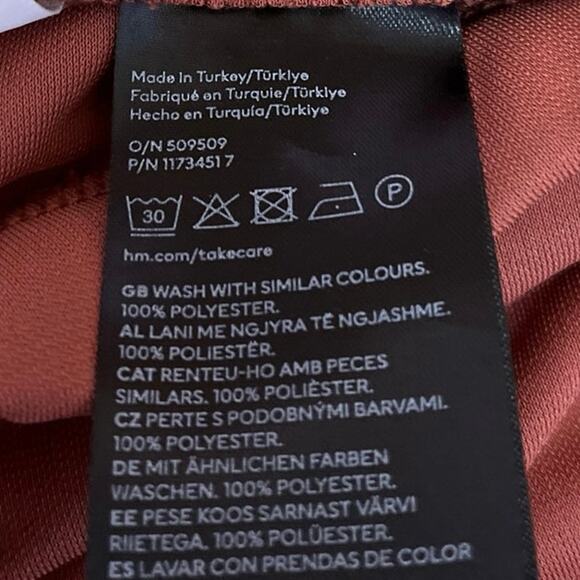 Made in Turkey/Türkiye
Fabriqué en Turquie/Türkiye
Hecho en Turquía/Türkiye
O/N 509509
P/N 1173451 7
30
P
hm.com/takecare
GB WASH WITH SIMILAR COLOURS.
100% POLYESTER.
AL LANI ME NGJYRA TË NGJASHME.
100% POLIESTËR.
CAT RENTEU-HO AMB PECES
SIMILARS. 100% POLIÈSTER.
CZ PERTE S PODOBNÝMI BARVAMI.
100% POLYESTER.
DE MIT ÄHNLICHEN FARBEN
WASCHEN. 100% POLYESTER.
EE PESE KOOS SARNAST VÄRVI
RIIETEGA. 100% POLÜESTER.
ES LAVAR CON PRENDAS DE COLOR